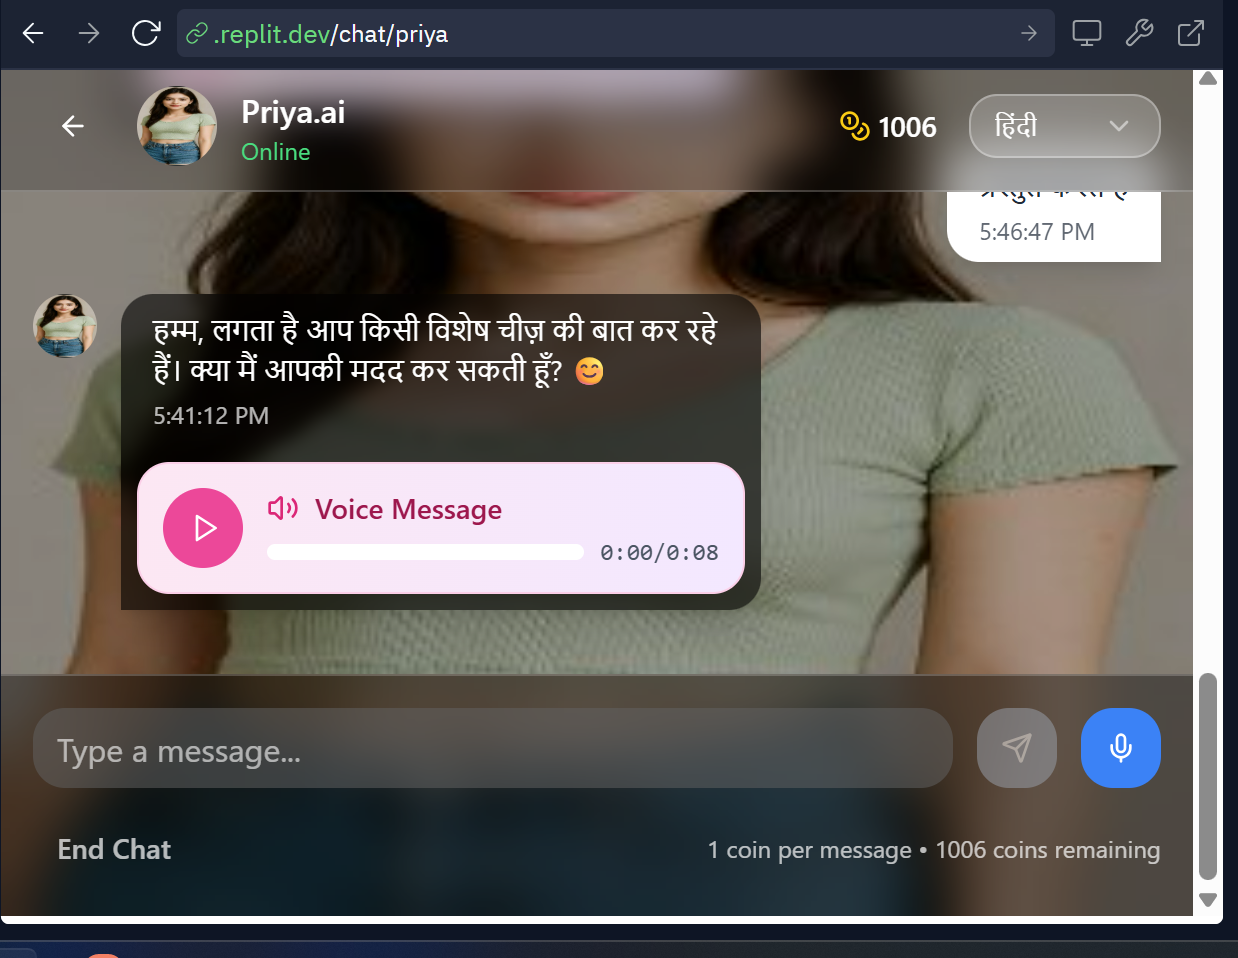 .replit.dev/chat/priya
Priya.ai
Online
1006
हिंदी
5:46:47 PM
हम्म, लगता है आप किसी विशेष चीज़ की बात कर रहे
हैं। क्या मैं आपकी मदद कर सकती हूँ? 😊
5:41:12 PM
Voice Message
0:00/0:08
Type a message...
End Chat
1 coin per message • 1006 coins remaining